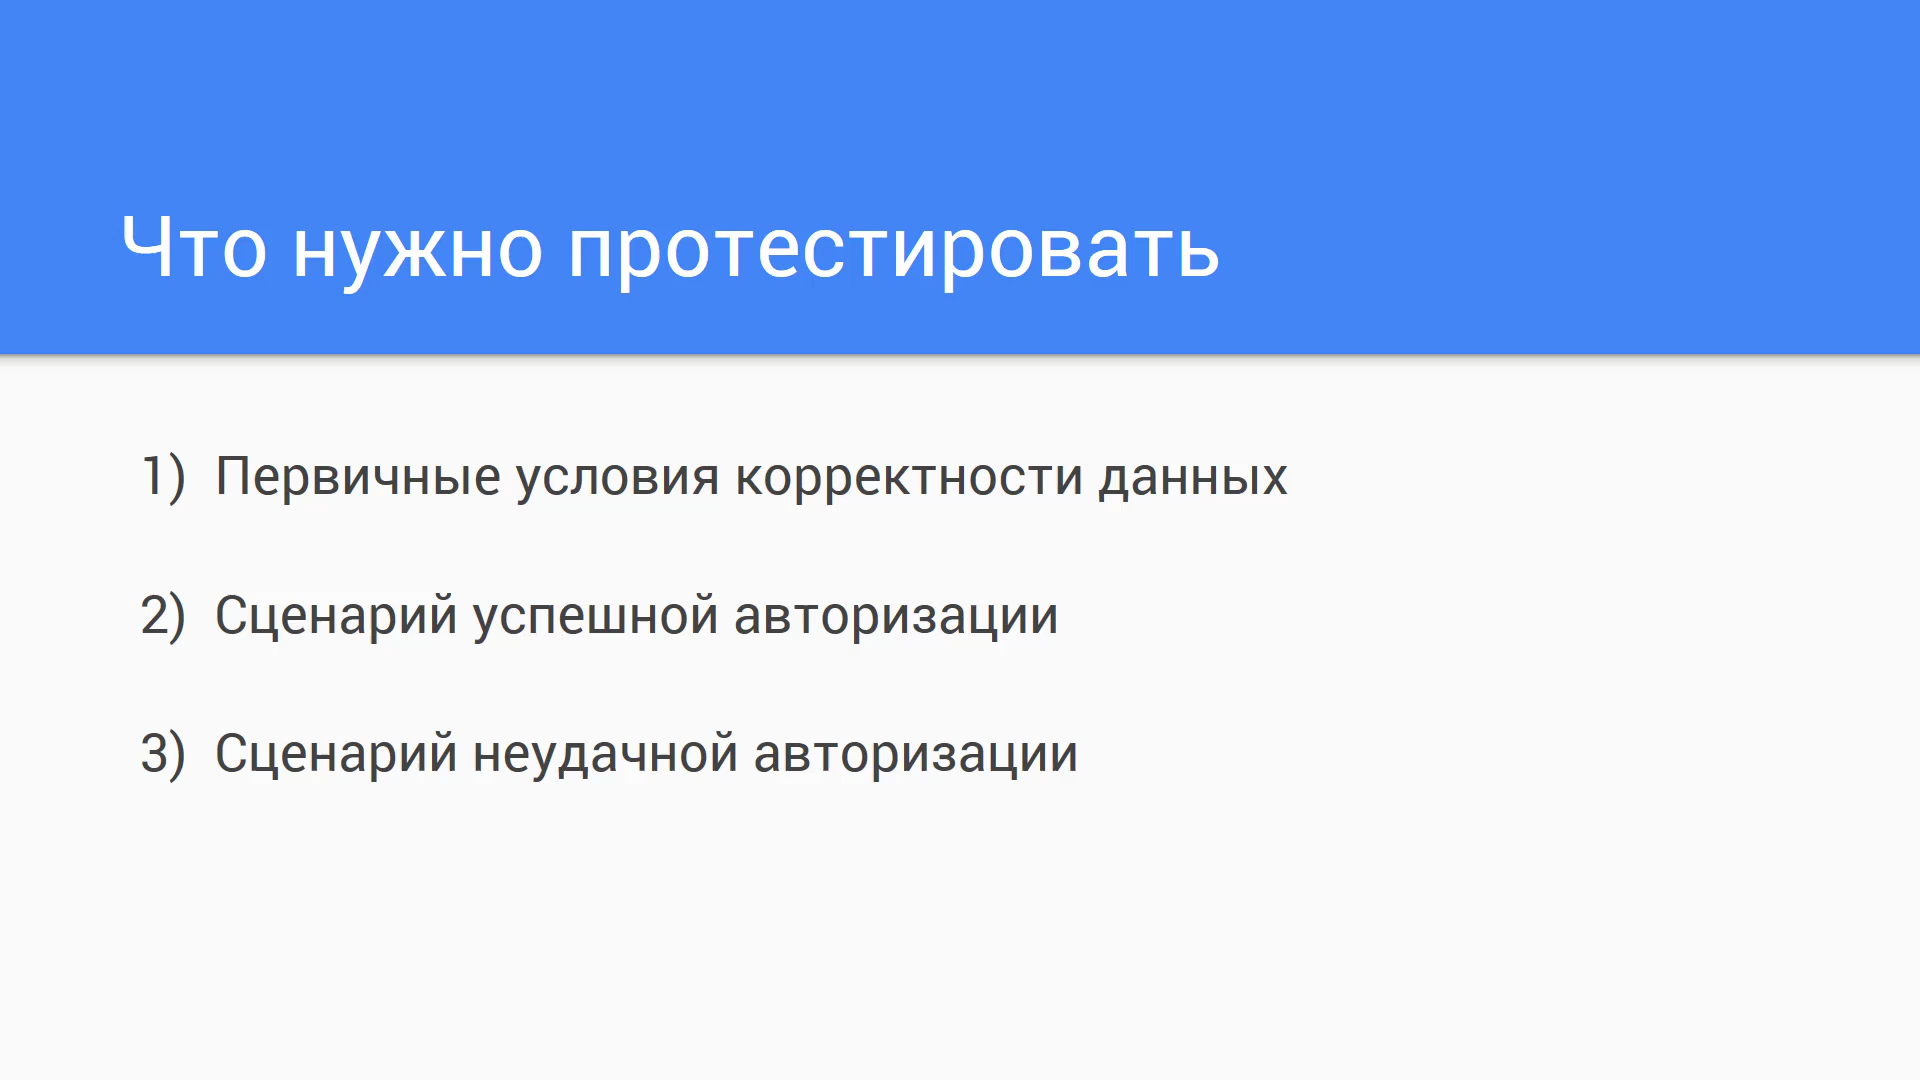 Что нужно протестировать
1) Первичные условия корректности данных
2) Сценарий успешной авторизации
3) Сценарий неудачной авторизации